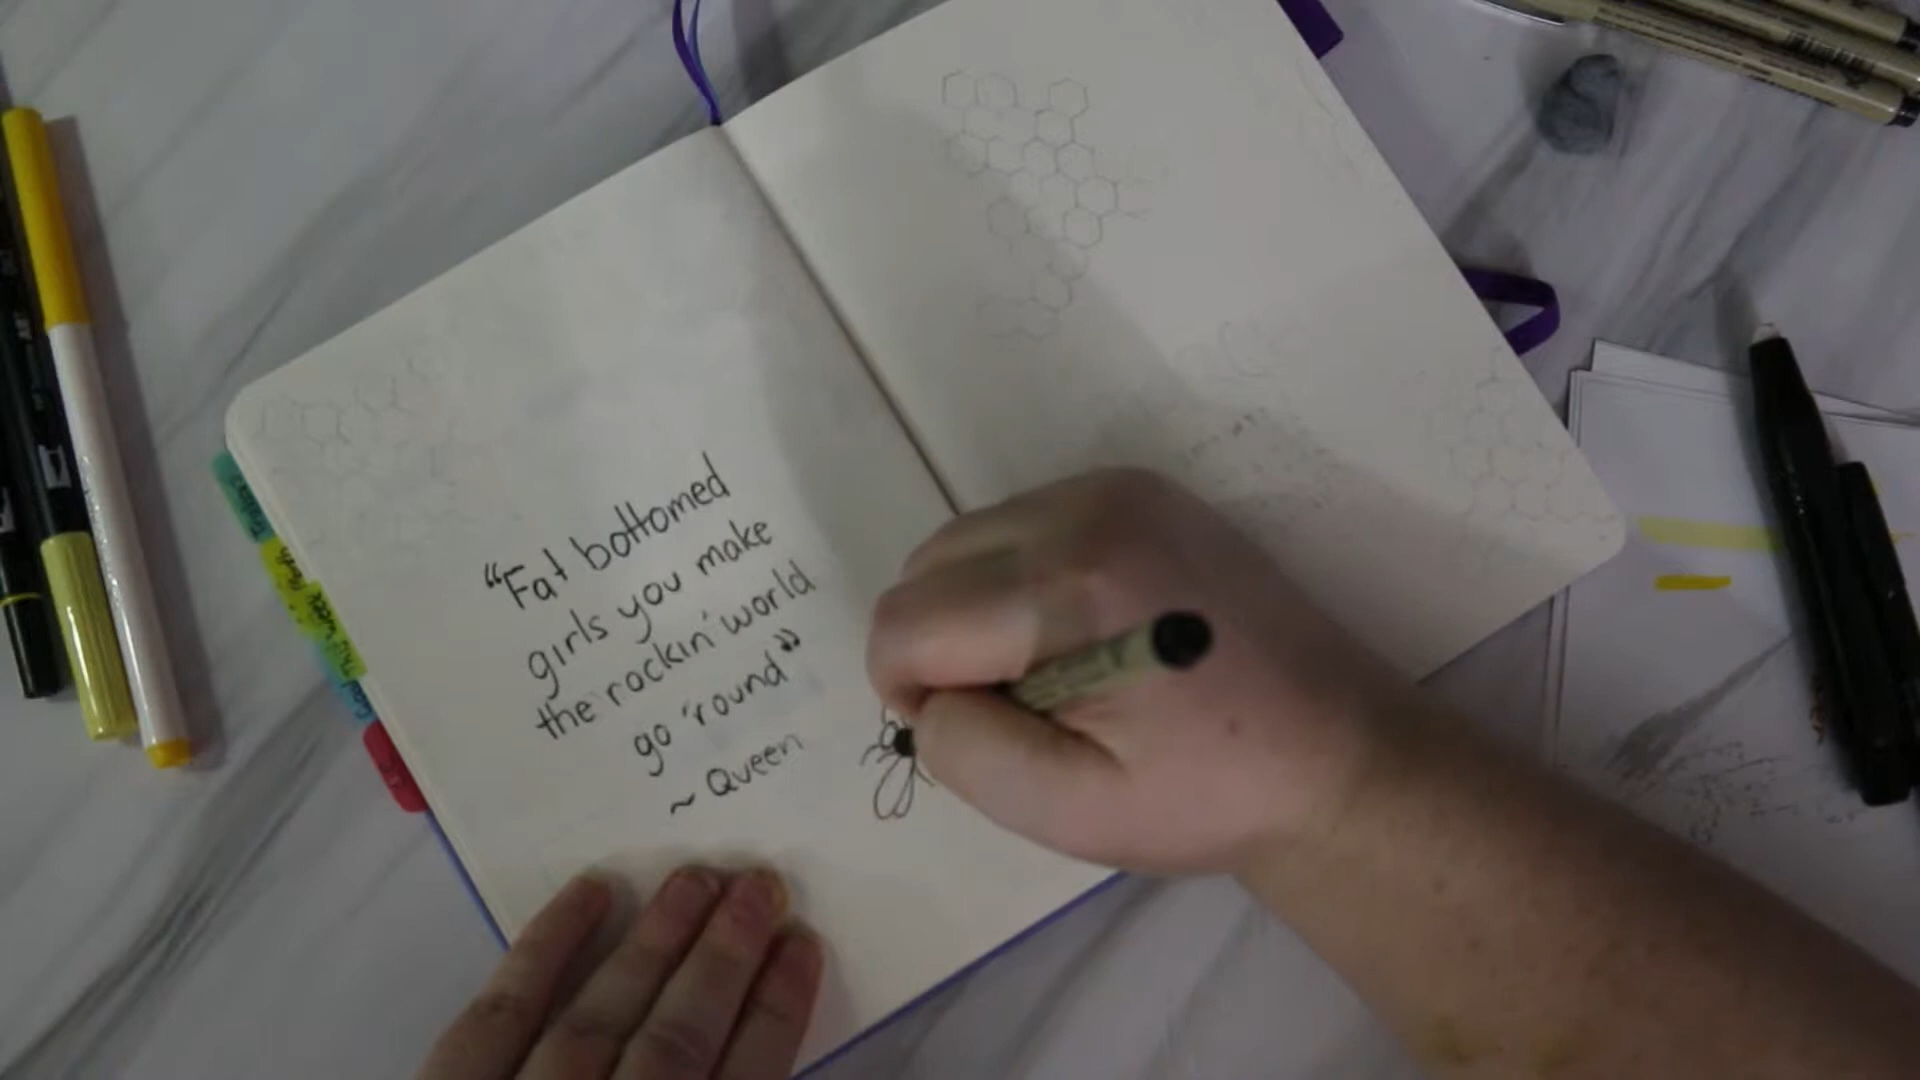 “Fat bottomed
girls you make
the rockin' world
go 'round”
~ Queen